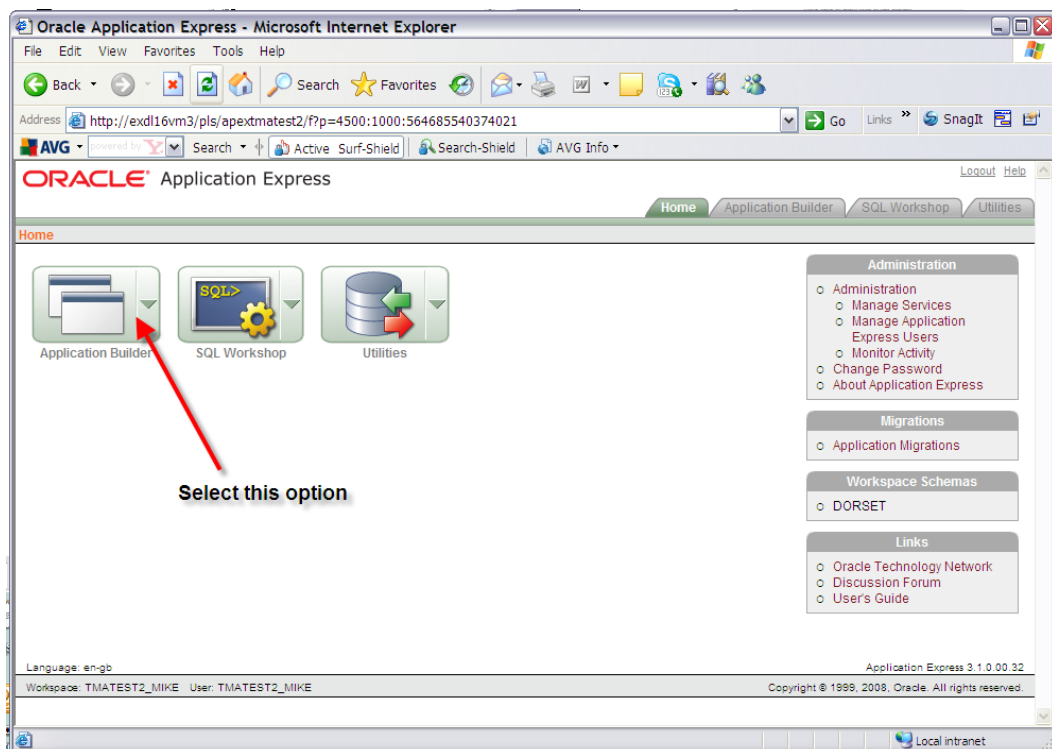 Oracle Application Express - Microsoft Internet Explorer
File Edit View Favorites Tools Help
Back Search Favorites
Address http://exdl16vm3/pls/apextmatest2/f?p=4500:1000:564685540374021 Go Links » SnagIt
AVG powered by Y! Search Active Surf-Shield Search-Shield AVG Info
Logout Help
ORACLE Application Express
Home Application Builder SQL Workshop Utilities
Home
SQL>
Application Builder SQL Workshop Utilities
Select this option
Administration
Administration
Manage Services
Manage Application
Express Users
Monitor Activity
Change Password
About Application Express
Migrations
Application Migrations
Workspace Schemas
DORSET
Links
Oracle Technology Network
Discussion Forum
User's Guide
Language: en-gb Application Express 3.1.0.00.32
Workspace: TMATEST2_MIKE User: TMATEST2_MIKE Copyright © 1999, 2008, Oracle. All rights reserved.
Local intranet